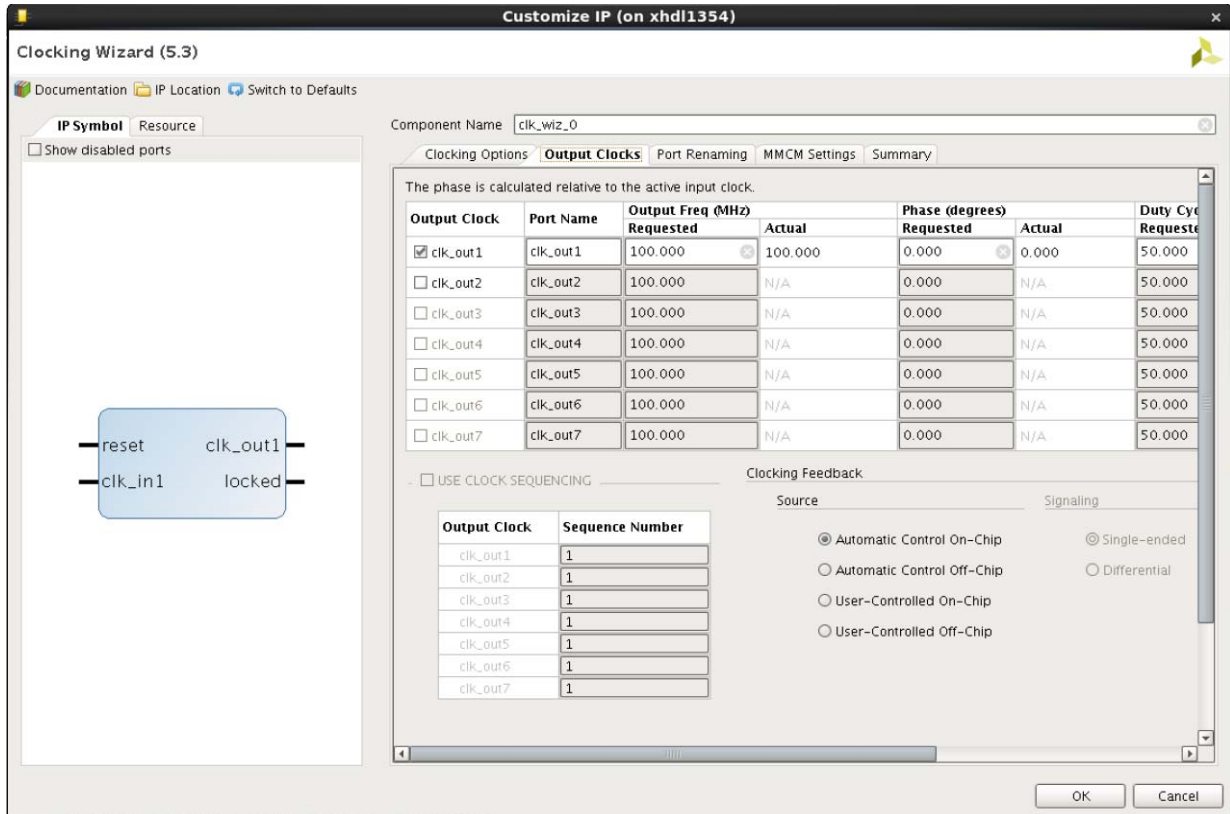 Customize IP (on xhdl1354)
Clocking Wizard (5.3)
Documentation IP Location Switch to Defaults
IP Symbol Resource
Show disabled ports
reset clk_out1
clk_in1 locked
Component Name clk_wiz_0
Clocking Options Output Clocks Port Renaming MMCM Settings Summary
The phase is calculated relative to the active input clock.
Output Clock Port Name Output Freq (MHz) Phase (degrees) Duty Cyc
Requested Actual Requested Actual Requeste
clk_out1 clk_out1 100.000 100.000 0.000 0.000 50.000
clk_out2 clk_out2 100.000 N/A 0.000 N/A 50.000
clk_out3 clk_out3 100.000 N/A 0.000 N/A 50.000
clk_out4 clk_out4 100.000 N/A 0.000 N/A 50.000
clk_out5 clk_out5 100.000 N/A 0.000 N/A 50.000
clk_out6 clk_out6 100.000 N/A 0.000 N/A 50.000
clk_out7 clk_out7 100.000 N/A 0.000 N/A 50.000
USE CLOCK SEQUENCING
Output Clock Sequence Number
clk_out1 1
clk_out2 1
clk_out3 1
clk_out4 1
clk_out5 1
clk_out6 1
clk_out7 1
Clocking Feedback
Source Signaling
Automatic Control On-Chip Single-ended
Automatic Control Off-Chip Differential
User-Controlled On-Chip
User-Controlled Off-Chip
OK Cancel